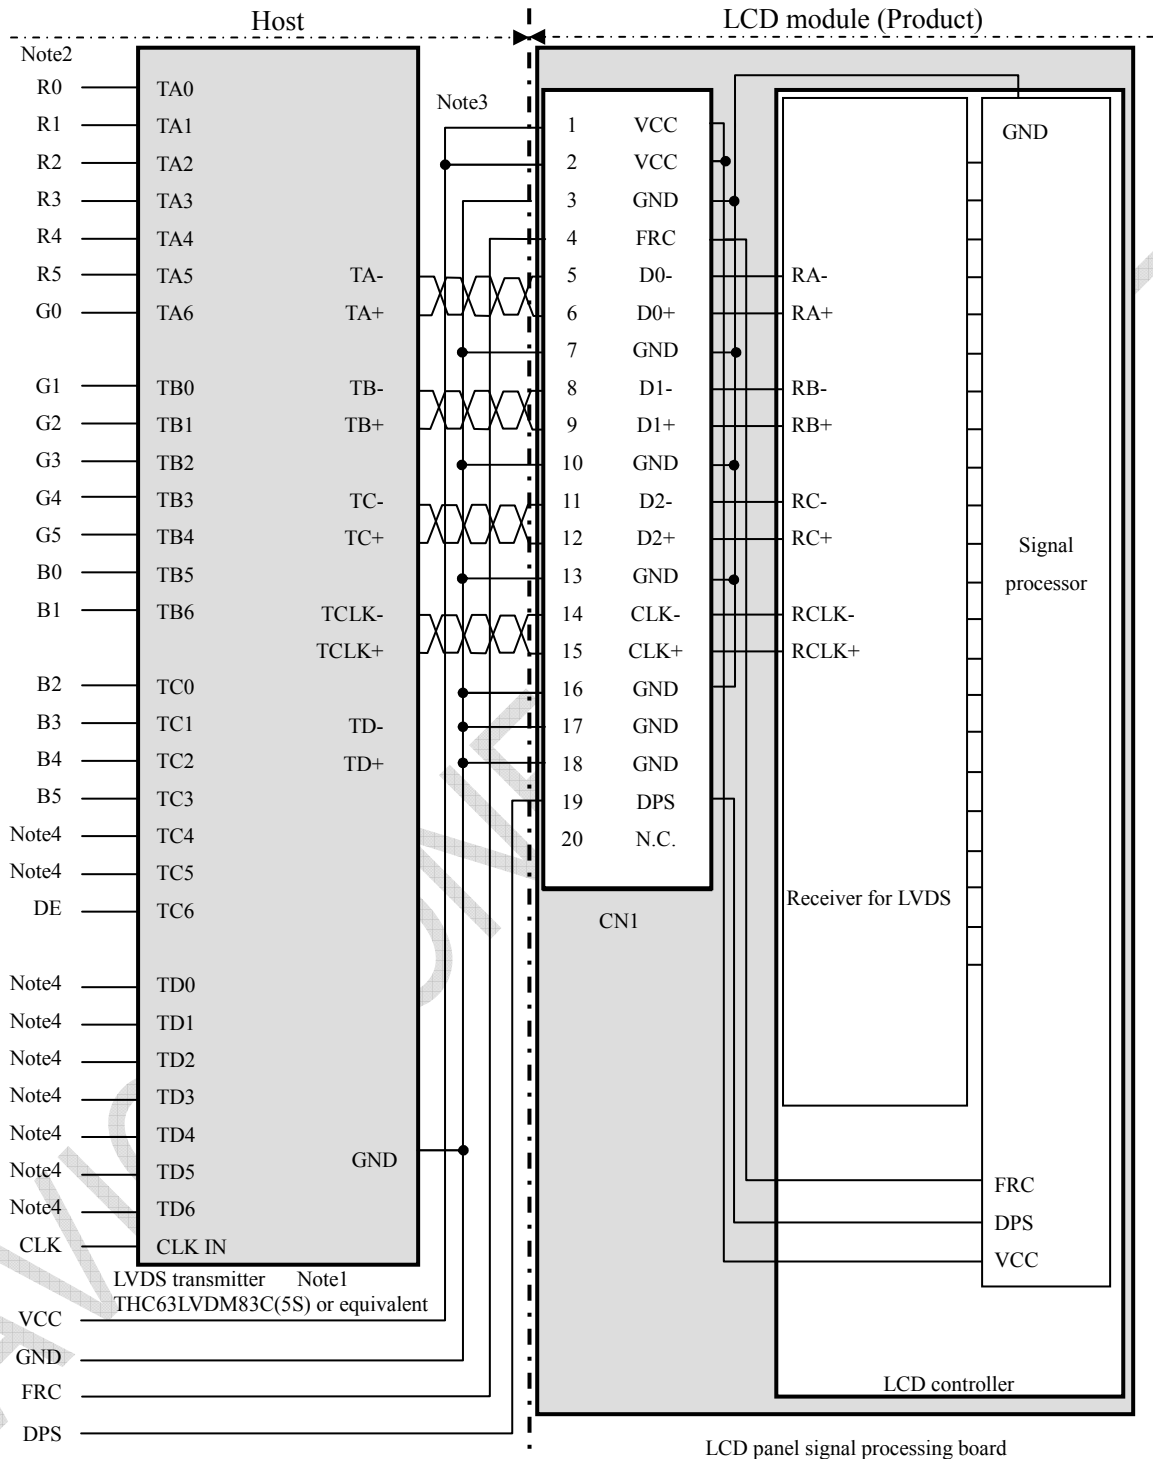 Host LCD module (Product)
Note2
R0 TA0
R1 TA1
R2 TA2
R3 TA3
R4 TA4
R5 TA5 TA-
G0 TA6 TA+
G1 TB0 TB-
G2 TB1 TB+
G3 TB2
G4 TB3 TC-
G5 TB4 TC+
B0 TB5
B1 TB6 TCLK-
TCLK+
B2 TC0
B3 TC1 TD-
B4 TC2 TD+
B5 TC3
Note4 TC4
Note4 TC5
DE TC6
Note4 TD0
Note4 TD1
Note4 TD2
Note4 TD3
Note4 TD4
GND
Note4 TD5
Note4 TD6
CLK CLK IN
LVDS transmitter Note1
THC63LVDM83C(5S) or equivalent
VCC
GND
FRC
DPS
Note3
1 VCC
2 VCC
3 GND
4 FRC
5 D0-
6 D0+
7 GND
8 D1-
9 D1+
10 GND
11 D2-
12 D2+
13 GND
14 CLK-
15 CLK+
16 GND
17 GND
18 GND
19 DPS
20 N.C.
CN1
RA-
RA+
RB-
RB+
RC-
RC+
RCLK-
RCLK+
Receiver for LVDS
GND
Signal
processor
FRC
DPS
VCC
LCD controller
LCD panel signal processing board